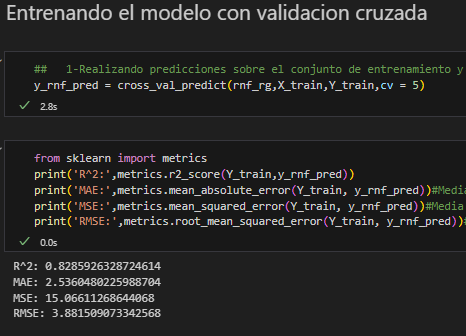 Entrenando el modelo con validacion cruzada
## 1-Realizando predicciones sobre el conjunto de entrenamiento y
y_rnf_pred = cross_val_predict(rnf_rg,X_train,Y_train,cv = 5)
2.8s
from sklearn import metrics
print('R^2:',metrics.r2_score(Y_train,y_rnf_pred))
print('MAE:',metrics.mean_absolute_error(Y_train, y_rnf_pred))#Media
print('MSE:',metrics.mean_squared_error(Y_train, y_rnf_pred))#Media
print('RMSE:',metrics.root_mean_squared_error(Y_train, y_rnf_pred))#
0.0s
R^2: 0.8285926328724614
MAE: 2.5360480225988704
MSE: 15.06611268644068
RMSE: 3.881509073342568